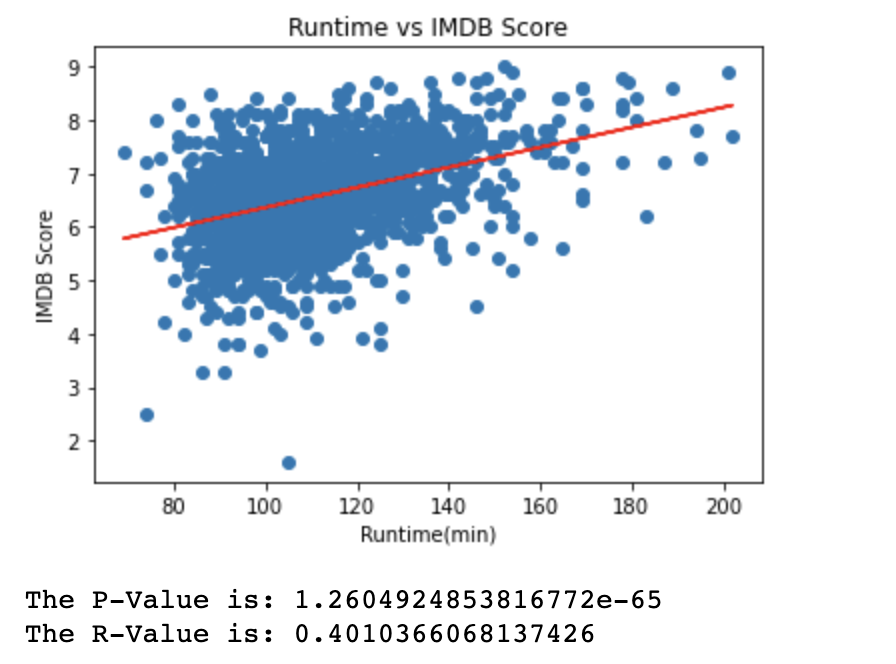 Runtime vs IMDB Score
9
8
7
6
5
4
3
2
IMDB Score
80 100 120 140 160 180 200
Runtime(min)
The P-Value is: 1.2604924853816772e-65
The R-Value is: 0.4010366068137426